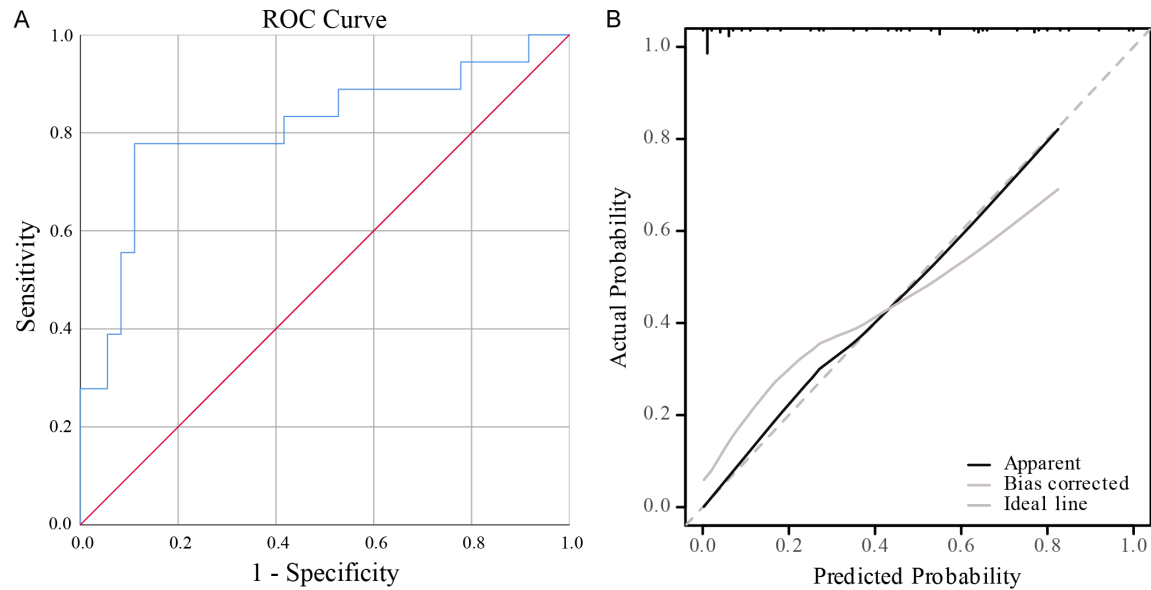 A
ROC Curve
1.0
0.8
0.6
0.4
0.2
0.0
0.0 0.2 0.4 0.6 0.8 1.0
Sensitivity
1 - Specificity
B
1.0
0.8
0.6
0.4
0.2
0.0
0.0 0.2 0.4 0.6 0.8 1.0
Actual Probability
Predicted Probability
Apparent
Bias corrected
Ideal line